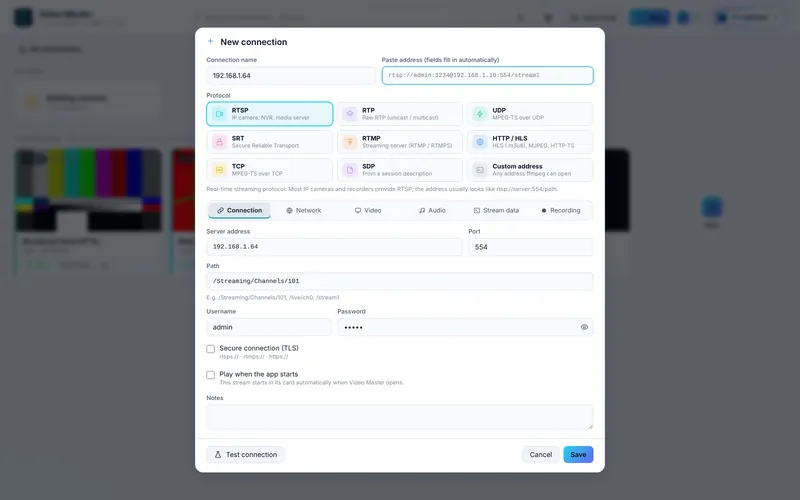 New connection
Connection name
Paste address (fields fill in automatically)
192.168.1.64
rtsp://admin:1234@192.168.1.10:554/stream1
Protocol
RTSP
IP camera, NVR, media server
RTP
Raw RTP (unicast / multicast)
UDP
MPEG-TS over UDP
SRT
Secure Reliable Transport
RTMP
Streaming server (RTMP / RTMPS)
HTTP / HLS
HLS (.m3u8), MJPEG, HTTP-TS
TCP
MPEG-TS over TCP
SDP
From a session description
Custom address
Any address ffmpeg can open
Real-time streaming protocol. Most IP cameras and recorders provide RTSP; the address usually looks like rtsp://server:554/path.
Connection
Network
Video
Audio
Stream data
Recording
Server address
Port
192.168.1.64
554
Path
/Streaming/Channels/101
E.g. /Streaming/Channels/101, /live/ch0, /stream1
Username
Password
admin
•••••
Secure connection (TLS)
rtsps:// · rtmps:// · https://
Play when the app starts
This stream starts in its card automatically when Video Master opens.
Notes
Test connection
Cancel
Save